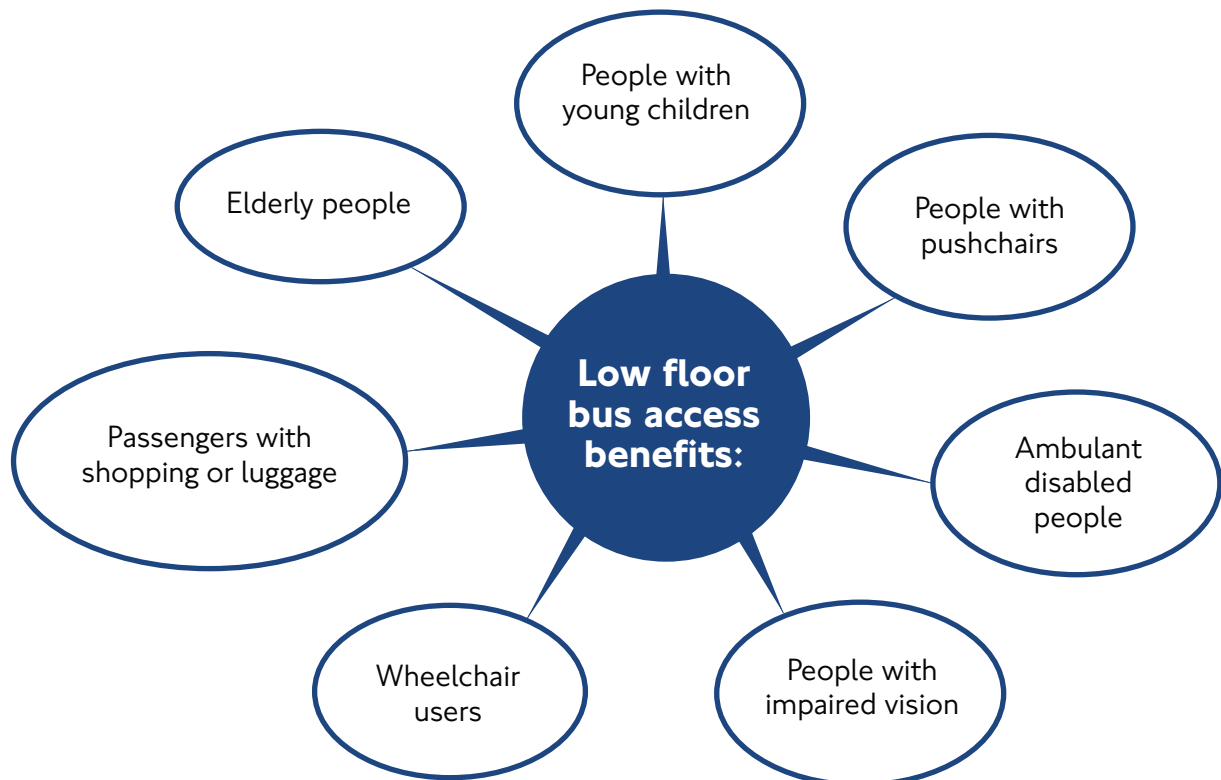 People with
young children
Elderly people
People with
pushchairs
Low floor
bus access
benefits:
Passengers with
shopping or luggage
Ambulant
disabled
people
Wheelchair
users
People with
impaired vision